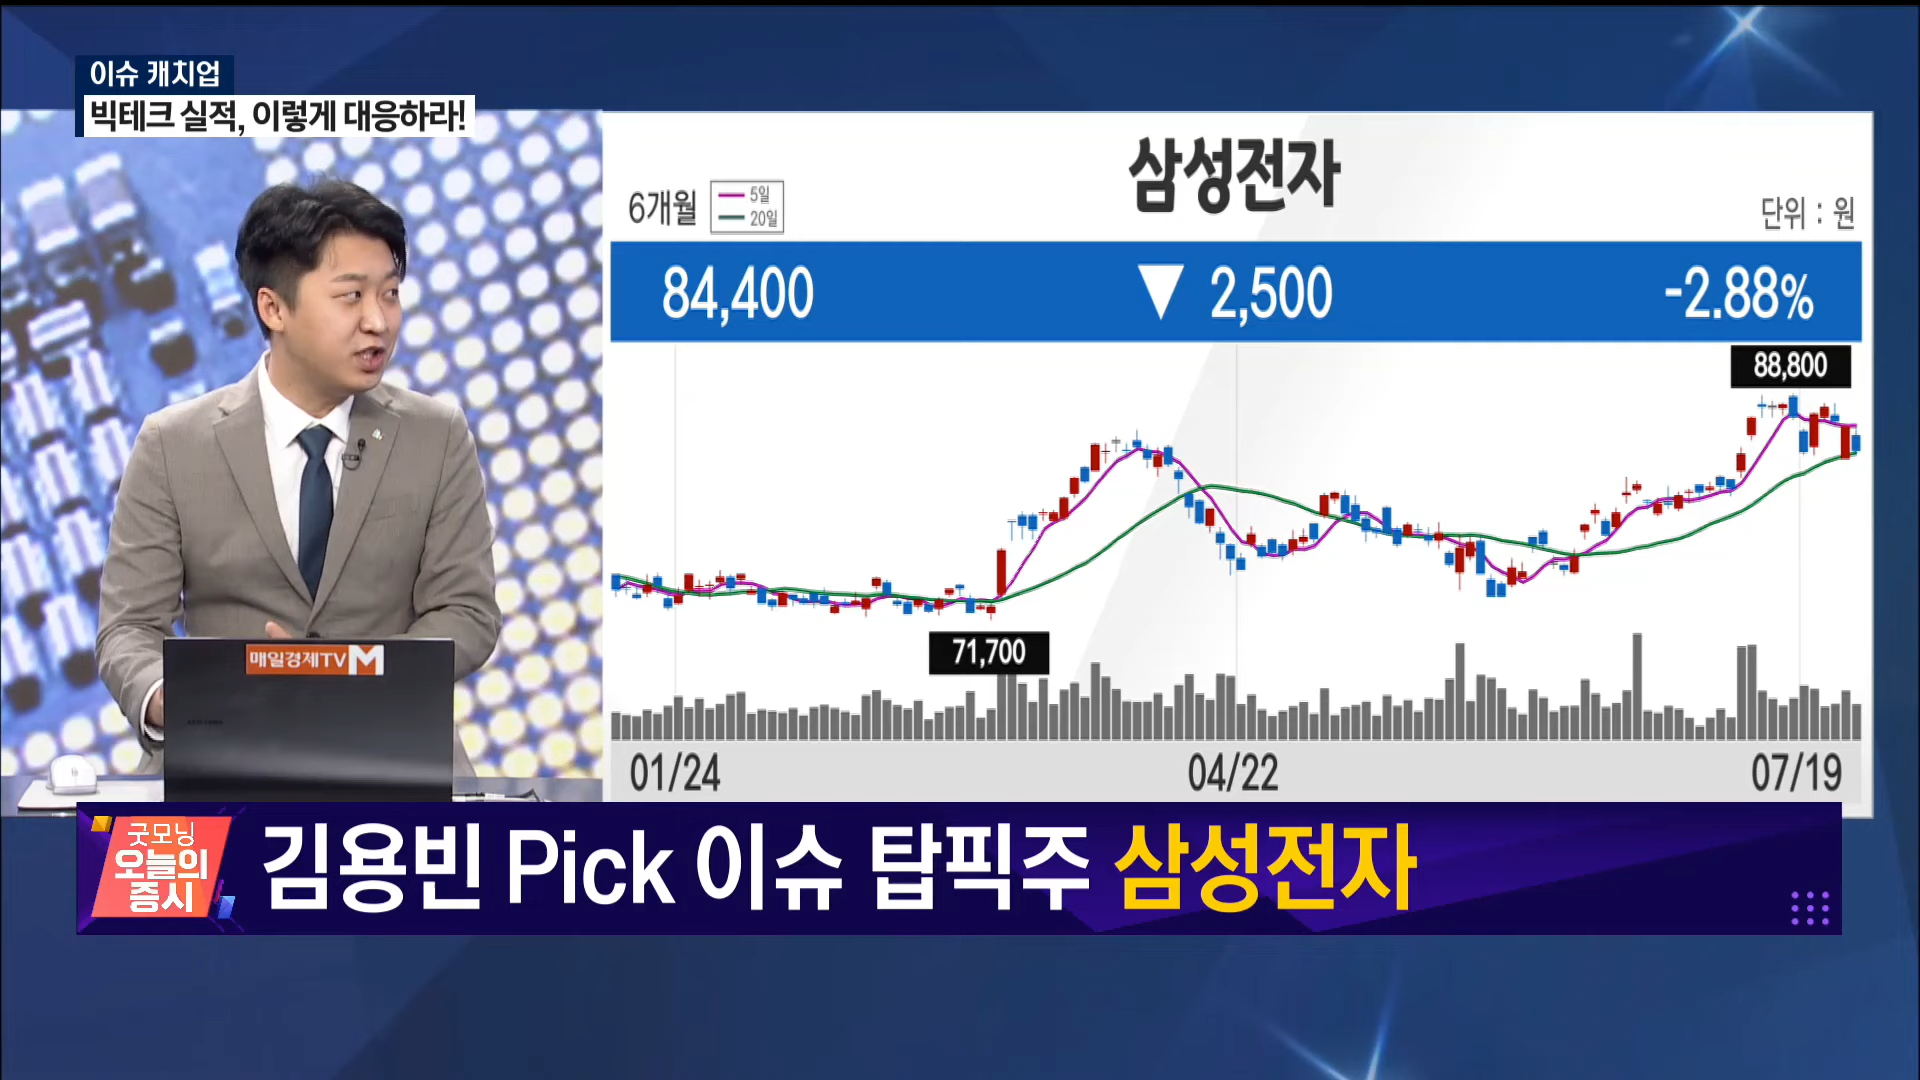 이슈 캐치업
빅테크 실적, 이렇게 대응하라!
삼성전자
6개월
5일
20일
단위 : 원
84,400 ▼ 2,500 -2.88%
88,800
71,700
01/24 04/22 07/19
매일경제TV M
굿모닝
오늘의
증시
김용빈 Pick 이슈 탑픽주 삼성전자